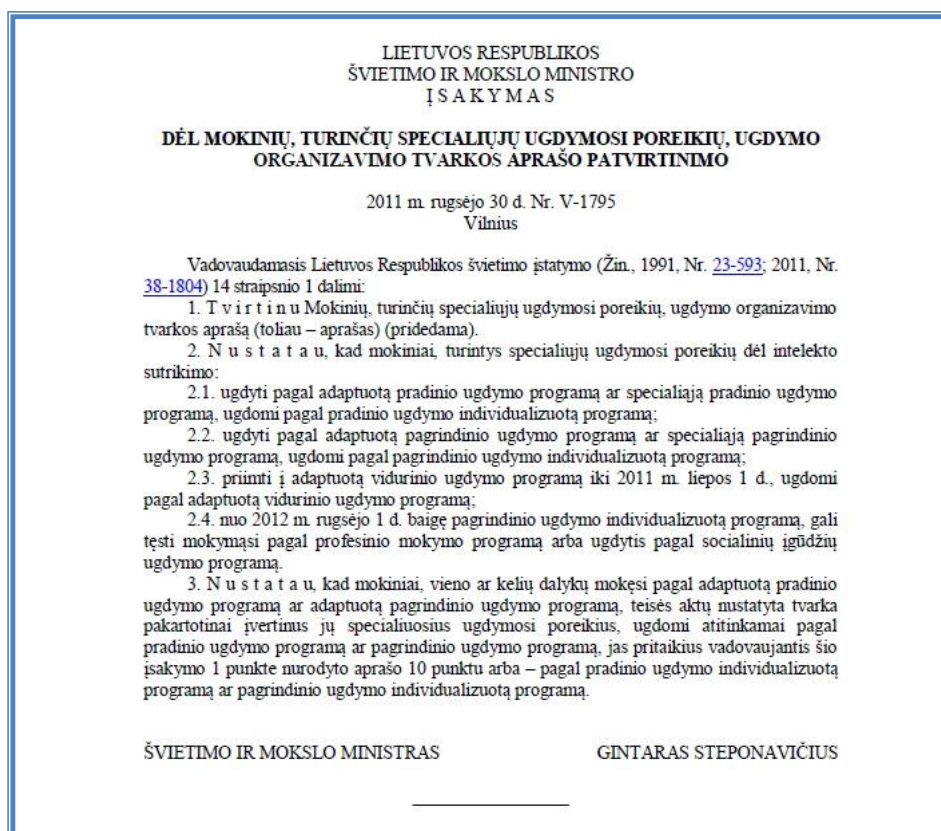 LIETUVOS RESPUBLIKOS
ŠVIETIMO IR MOKSLO MINISTRO
Į S A K Y M A S
DĖL MOKINIŲ, TURINČIŲ SPECIALIŲJŲ UGDYMOSI POREIKIŲ, UGDYMO
ORGANIZAVIMO TVARKOS APRAŠO PATVIRTINIMO
2011 m. rugsėjo 30 d. Nr. V-1795
Vilnius
Vadovaudamasis Lietuvos Respublikos švietimo įstatymo (Žin., 1991, Nr. 23-593; 2011, Nr.
38-1804) 14 straipsnio 1 dalimi:
1. T v i r t i n u Mokinių, turinčių specialiųjų ugdymosi poreikių, ugdymo organizavimo
tvarkos aprašą (toliau – aprašas) (pridedama).
2. N u s t a t a u, kad mokiniai, turintys specialiųjų ugdymosi poreikių dėl intelekto
sutrikimo:
2.1. ugdyti pagal adaptuotą pradinio ugdymo programą ar specialiąją pradinio ugdymo
programą, ugdomi pagal pradinio ugdymo individualizuotą programą;
2.2. ugdyti pagal adaptuotą pagrindinio ugdymo programą ar specialiąją pagrindinio
ugdymo programą, ugdomi pagal pagrindinio ugdymo individualizuotą programą;
2.3. priimti į adaptuotą vidurinio ugdymo programą iki 2011 m. liepos 1 d., ugdomi
pagal adaptuotą vidurinio ugdymo programą;
2.4. nuo 2012 m. rugsėjo 1 d. baigę pagrindinio ugdymo individualizuotą programą, gali
tęsti mokymąsi pagal profesinio mokymo programą arba ugdytis pagal socialinių įgūdžių
ugdymo programą.
3. N u s t a t a u, kad mokiniai, vieno ar kelių dalykų mokęsi pagal adaptuotą pradinio
ugdymo programą ar adaptuotą pagrindinio ugdymo programą, teisės aktų nustatyta tvarka
pakartotinai įvertinus jų specialiuosius ugdymosi poreikius, ugdomi atitinkamai pagal
pradinio ugdymo programą ar pagrindinio ugdymo programą, jas pritaikius vadovaujantis šio
įsakymo 1 punkte nurodyto aprašo 10 punktu arba – pagal pradinio ugdymo individualizuotą
programą ar pagrindinio ugdymo individualizuotą programą.
ŠVIETIMO IR MOKSLO MINISTRAS GINTARAS STEPONAVIČIUS